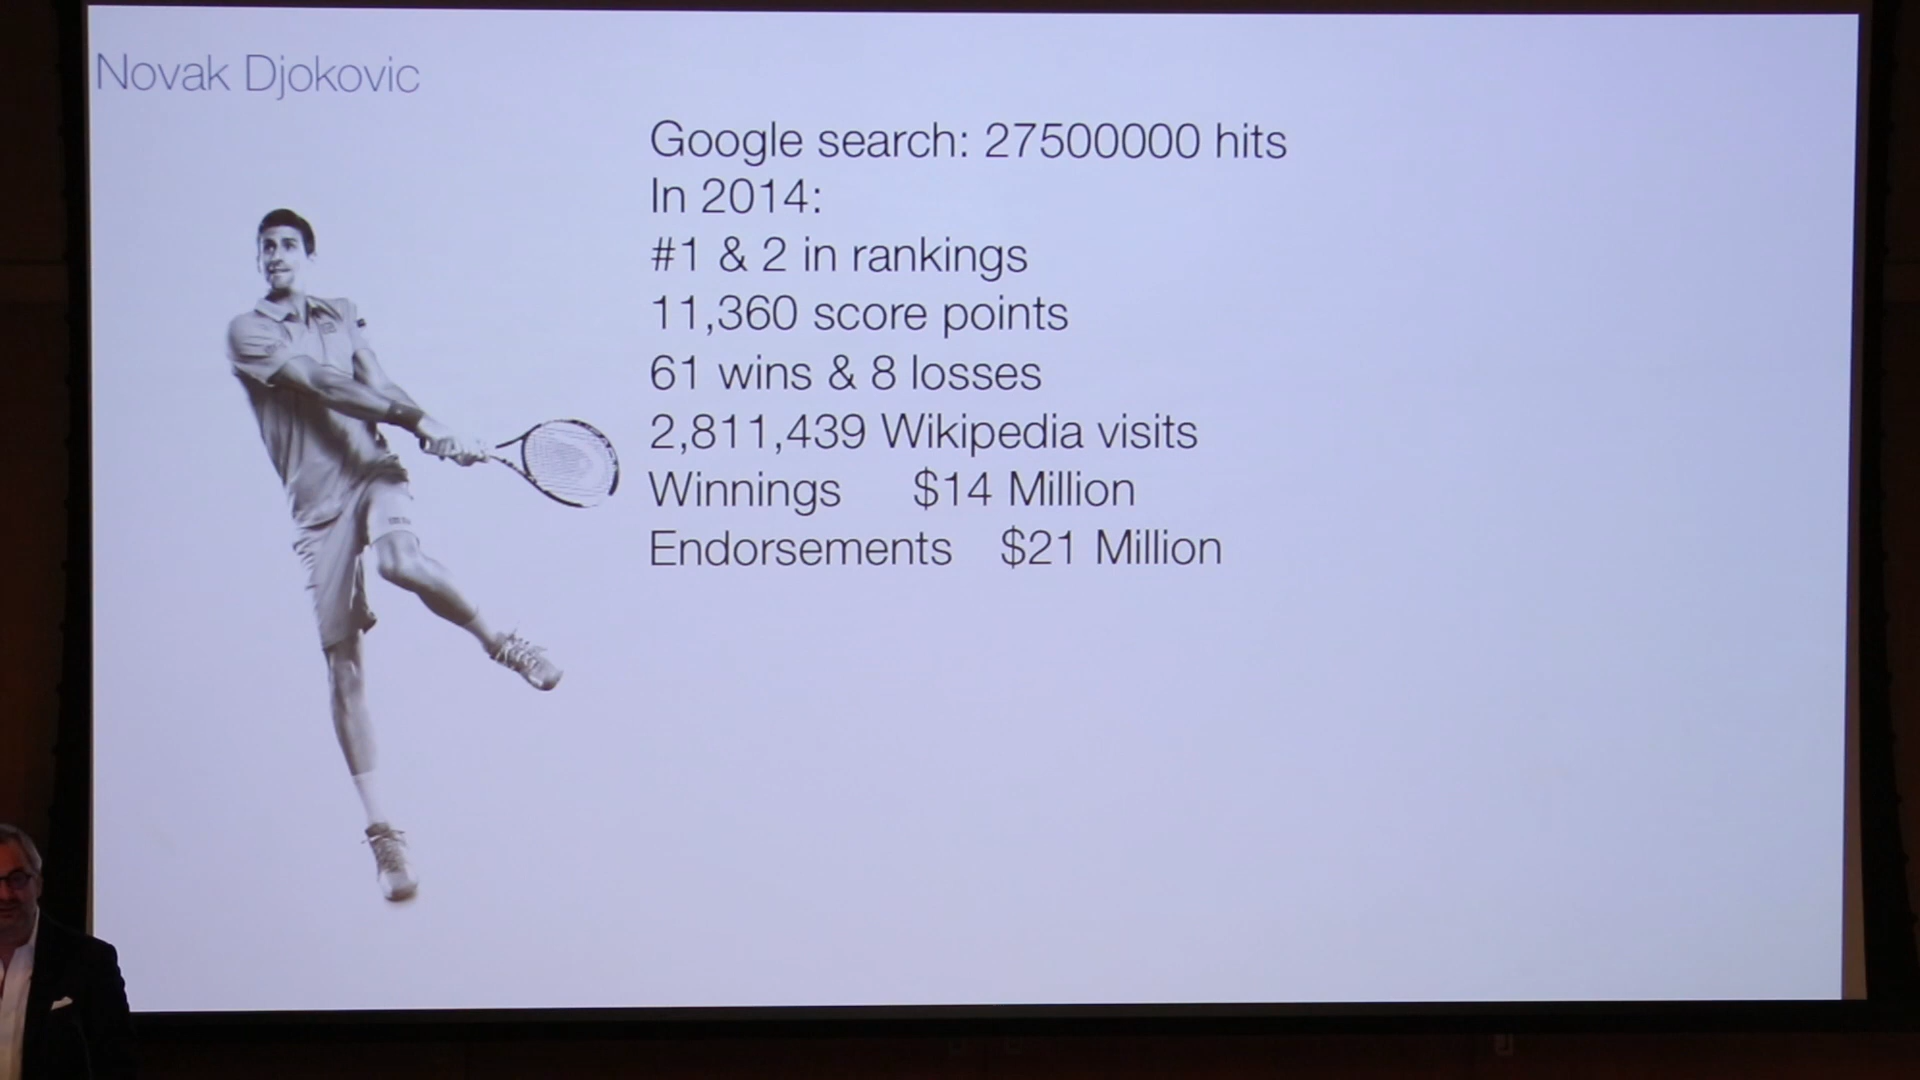 Novak Djokovic
Google search: 27500000 hits
In 2014:
#1 & 2 in rankings
11,360 score points
61 wins & 8 losses
2,811,439 Wikipedia visits
Winnings $14 Million
Endorsements $21 Million